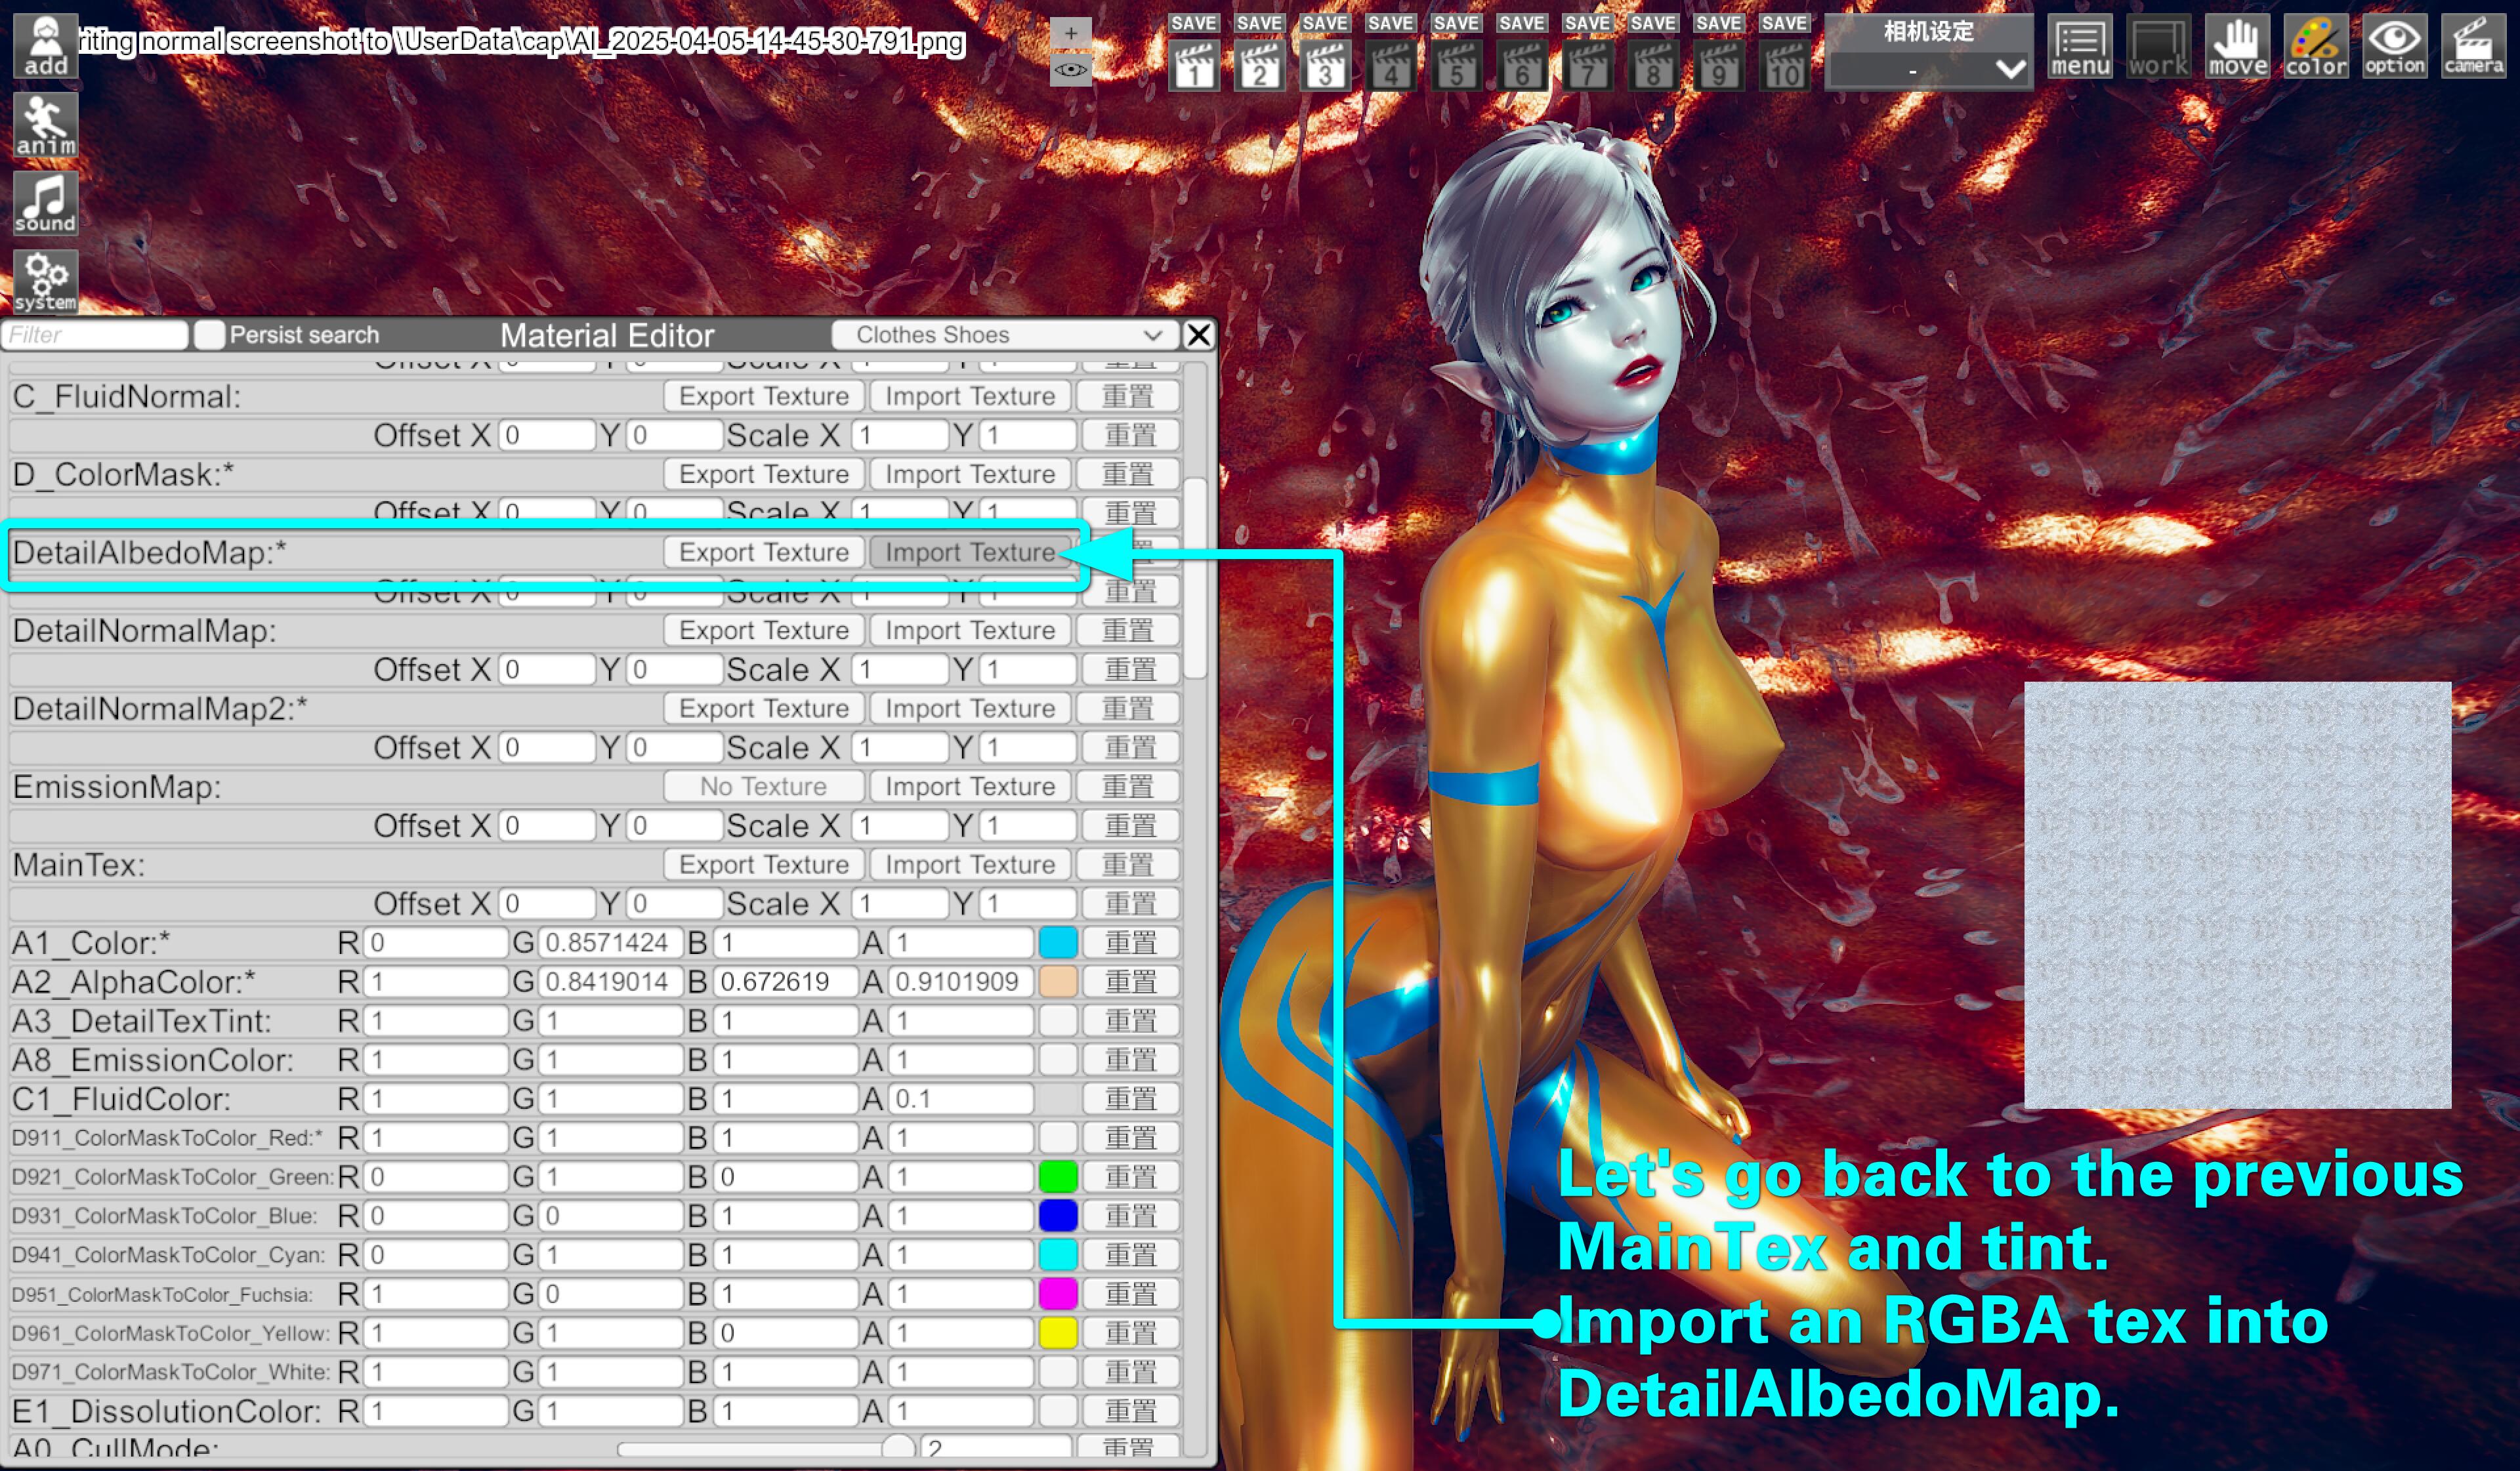 add
riting normal screenshot to \UserData\cap\AI_2025-04-05-14-45-30-791.png
+
SAVE SAVE SAVE SAVE SAVE SAVE SAVE SAVE SAVE SAVE
1 2 3 4 5 6 7 8 9 10
相机设定
-
menu work move color option camera
anim
sound
system
Filter Persist search Material Editor Clothes Shoes X
C_FluidNormal: Export Texture Import Texture 重置
Offset X 0 Y 0 Scale X 1 Y 1 重置
D_ColorMask:* Export Texture Import Texture 重置
Offset X 0 Y 0 Scale X 1 Y 1 重置
DetailAlbedoMap:* Export Texture Import Texture
Offset X 0 Y 0 Scale X 1 Y 1 重置
DetailNormalMap: Export Texture Import Texture 重置
Offset X 0 Y 0 Scale X 1 Y 1 重置
DetailNormalMap2:* Export Texture Import Texture 重置
Offset X 0 Y 0 Scale X 1 Y 1 重置
EmissionMap: No Texture Import Texture 重置
Offset X 0 Y 0 Scale X 1 Y 1 重置
MainTex: Export Texture Import Texture 重置
Offset X 0 Y 0 Scale X 1 Y 1 重置
A1_Color:* R 0 G 0.8571424 B 1 A 1 重置
A2_AlphaColor:* R 1 G 0.8419014 B 0.672619 A 0.9101909 重置
A3_DetailTexTint: R 1 G 1 B 1 A 1 重置
A8_EmissionColor: R 1 G 1 B 1 A 1 重置
C1_FluidColor: R 1 G 1 B 1 A 0.1 重置
D911_ColorMaskToColor_Red:* R 1 G 1 B 1 A 1 重置
D921_ColorMaskToColor_Green: R 0 G 1 B 0 A 1 重置
D931_ColorMaskToColor_Blue: R 0 G 0 B 1 A 1 重置
D941_ColorMaskToColor_Cyan: R 0 G 1 B 1 A 1 重置
D951_ColorMaskToColor_Fuchsia: R 1 G 0 B 1 A 1 重置
D961_ColorMaskToColor_Yellow: R 1 G 1 B 0 A 1 重置
D971_ColorMaskToColor_White: R 1 G 1 B 1 A 1 重置
E1_DissolutionColor: R 1 G 1 B 1 A 1 重置
A0_CullMode: 2 重置
Let's go back to the previous
MainTex and tint.
Import an RGBA tex into
DetailAlbedoMap.